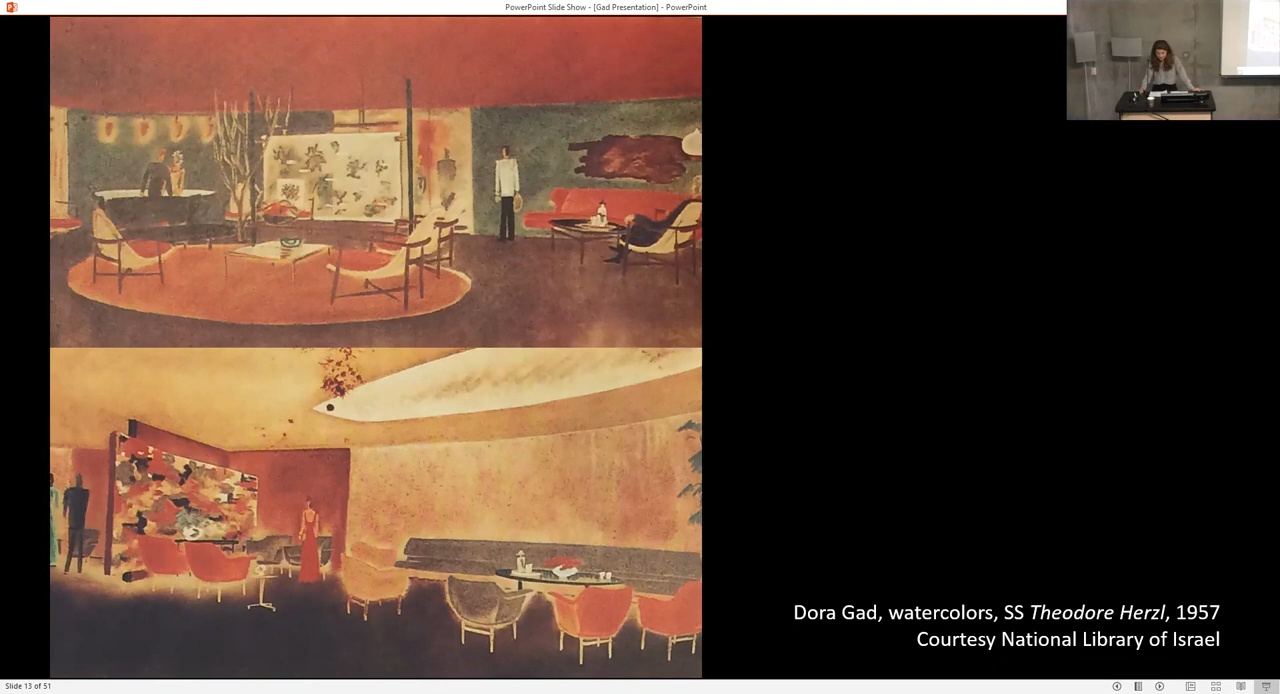 PowerPoint Slide Show - [Gad Presentation] - PowerPoint
Dora Gad, watercolors, SS Theodore Herzl, 1957
Courtesy National Library of Israel
Slide 13 of 51